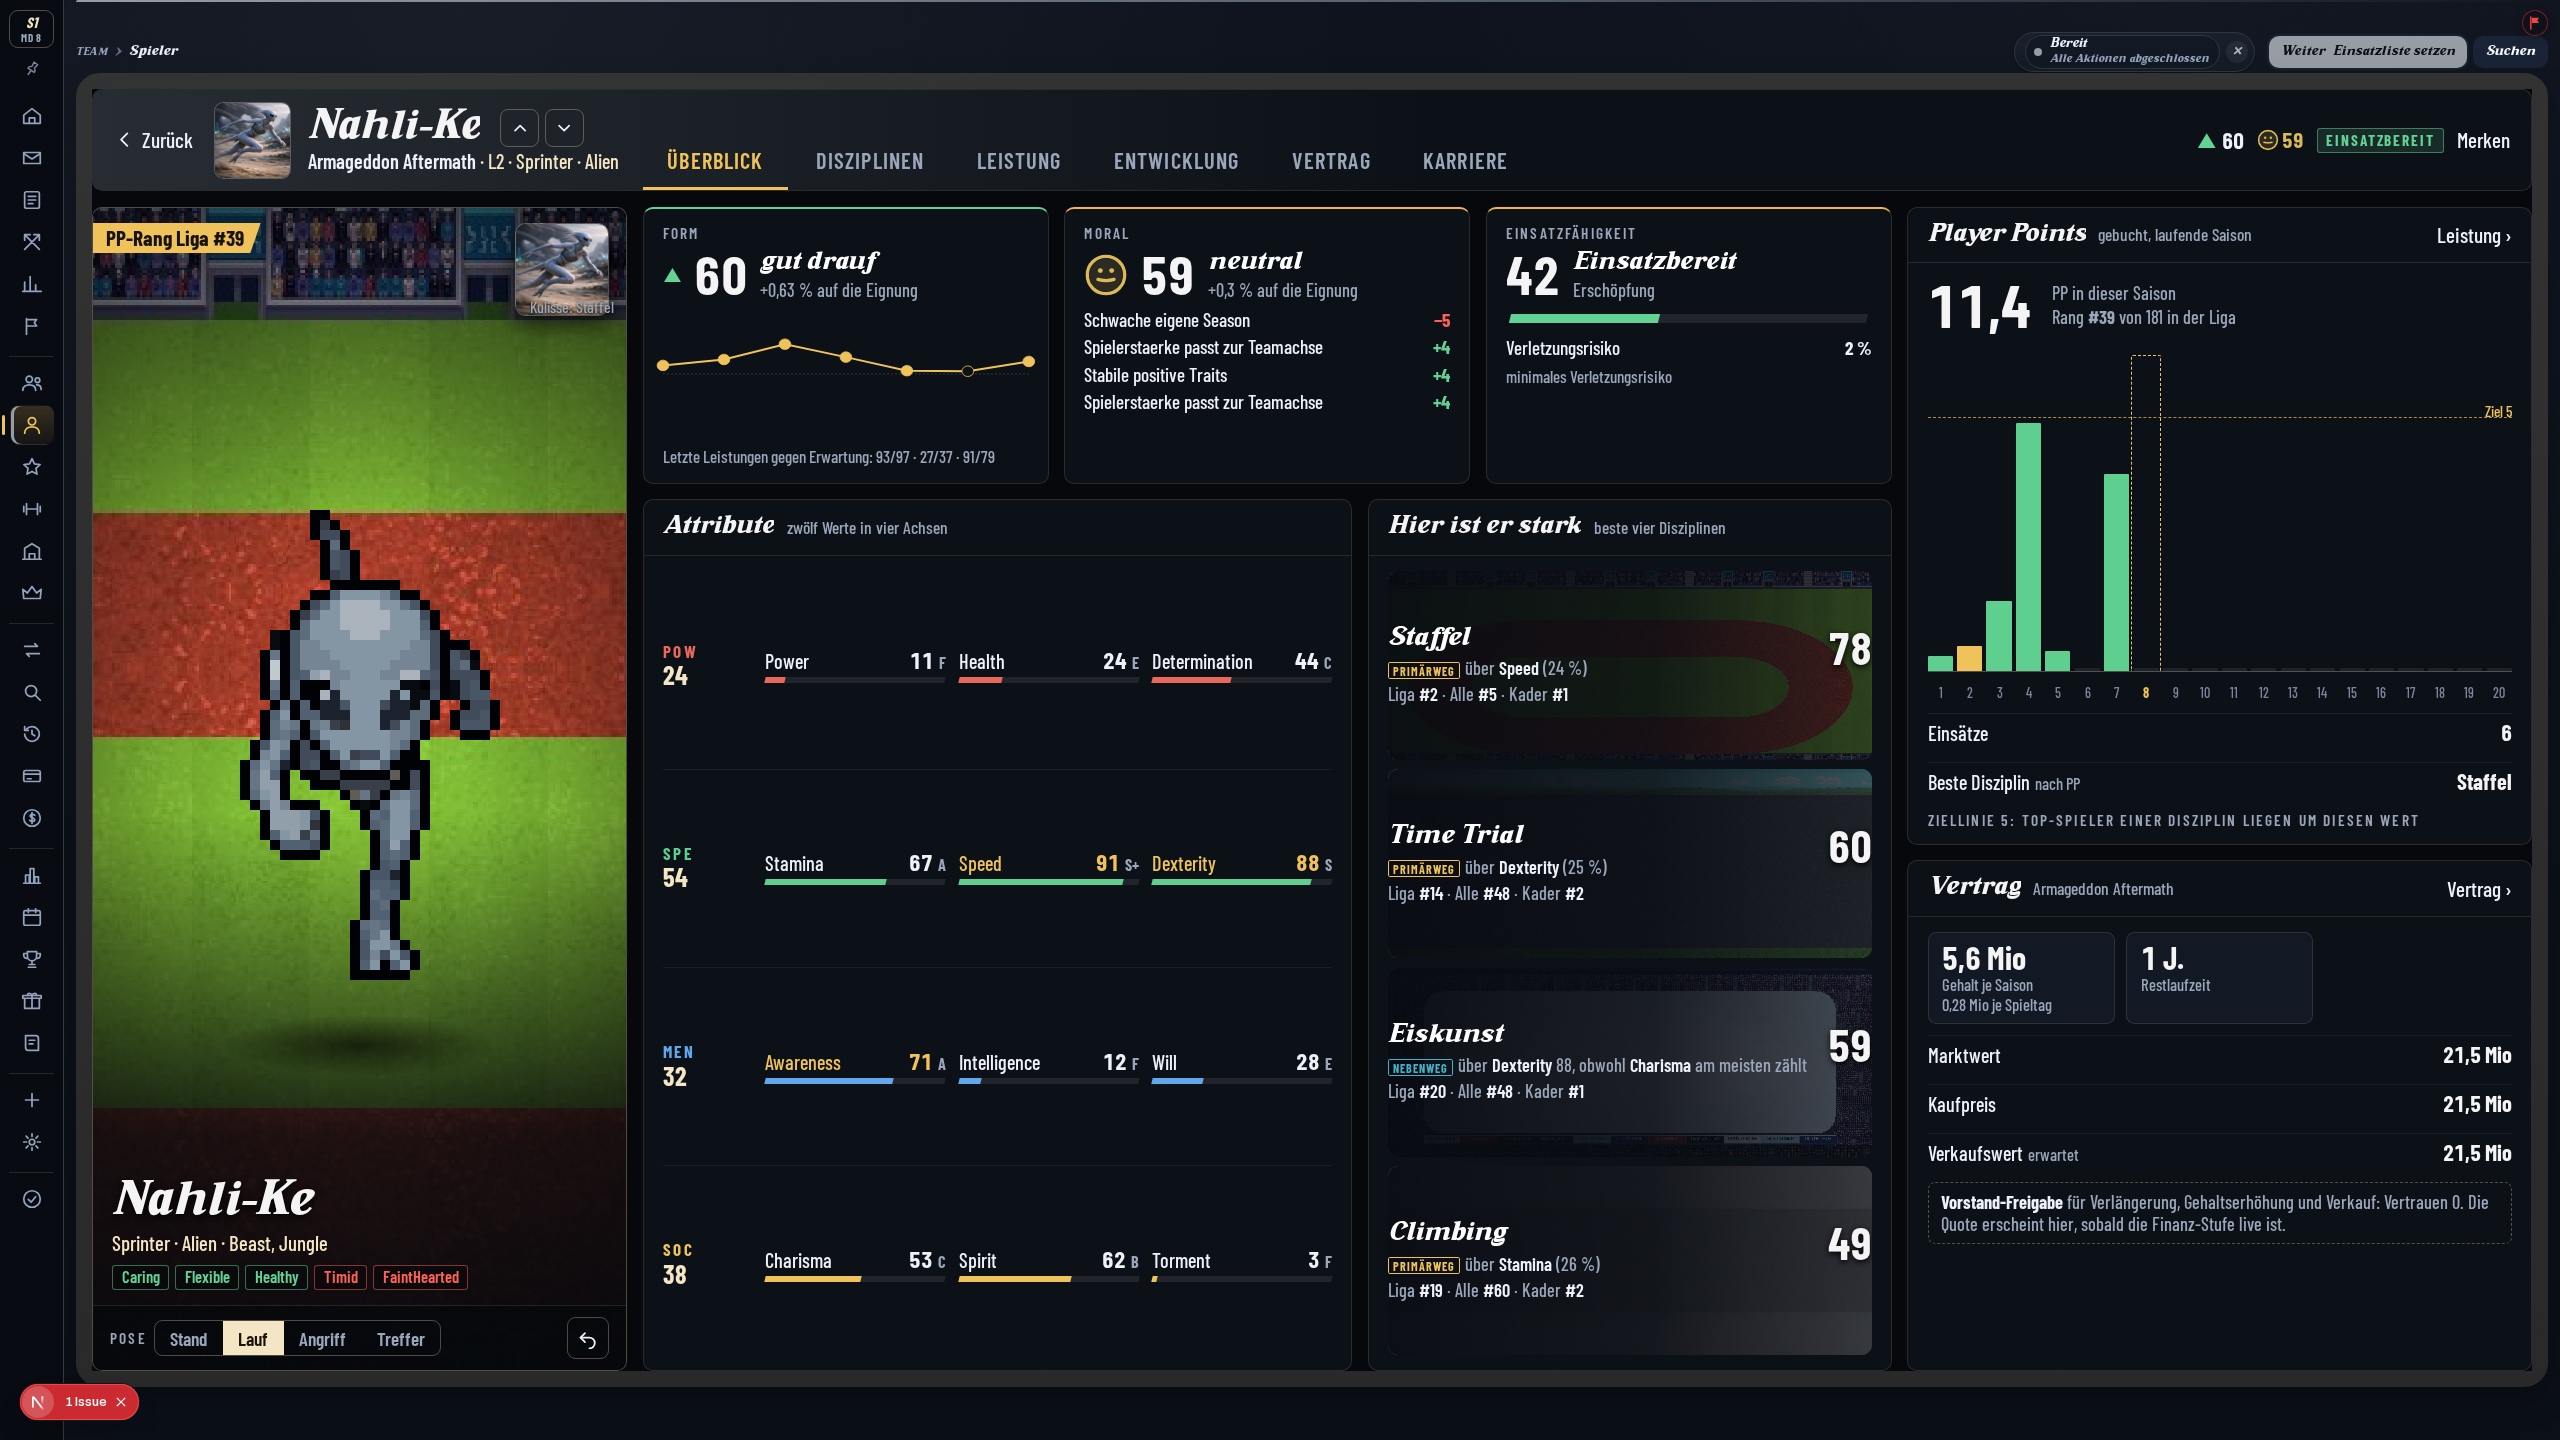 S1
MD 8
TEAM › Spieler
Bereit
Alle Aktionen abgeschlossen
Weiter Einsatzliste setzen
Suchen
Zurück
Nahli-Ke
Armageddon Aftermath · L2 · Sprinter · Alien
ÜBERBLICK
DISZIPLINEN
LEISTUNG
ENTWICKLUNG
VERTRAG
KARRIERE
60
59
EINSATZBEREIT
Merken
PP-Rang Liga #39
Kulisse: Staffel
Nahli-Ke
Sprinter · Alien · Beast, Jungle
Caring Flexible Healthy Timid FaintHearted
POSE Stand Lauf Angriff Treffer
FORM
60 gut drauf
+0,63 % auf die Eignung
Letzte Leistungen gegen Erwartung: 93/97 · 27/37 · 91/79
MORAL
59 neutral
+0,3 % auf die Eignung
Schwache eigene Season −5
Spielerstaerke passt zur Teamachse +4
Stabile positive Traits +4
Spielerstaerke passt zur Teamachse +4
EINSATZFÄHIGKEIT
42 Einsatzbereit
Erschöpfung
Verletzungsrisiko 2 %
minimales Verletzungsrisiko
Attribute zwölf Werte in vier Achsen
POW
24
Power 11 F Health 24 E Determination 44 C
SPE
54
Stamina 67 A Speed 91 S+ Dexterity 88 S
MEN
32
Awareness 71 A Intelligence 12 F Will 28 E
SOC
38
Charisma 53 C Spirit 62 B Torment 3 F
Hier ist er stark beste vier Disziplinen
Staffel
78
PRIMÄRWEG über Speed (24 %)
Liga #2 · Alle #5 · Kader #1
Time Trial
60
PRIMÄRWEG über Dexterity (25 %)
Liga #14 · Alle #48 · Kader #2
Eiskunst
59
NEBENWEG über Dexterity 88, obwohl Charisma am meisten zählt
Liga #20 · Alle #48 · Kader #1
Climbing
49
PRIMÄRWEG über Stamina (26 %)
Liga #19 · Alle #60 · Kader #2
Player Points gebucht, laufende Saison
Leistung ›
11,4
PP in dieser Saison
Rang #39 von 181 in der Liga
Ziel 5
1 2 3 4 5 6 7 8 9 10 11 12 13 14 15 16 17 18 19 20
Einsätze 6
Beste Disziplin nach PP Staffel
ZIELLINIE 5: TOP-SPIELER EINER DISZIPLIN LIEGEN UM DIESEN WERT
Vertrag Armageddon Aftermath
Vertrag ›
5,6 Mio
Gehalt je Saison
0,28 Mio je Spieltag
1 J.
Restlaufzeit
Marktwert 21,5 Mio
Kaufpreis 21,5 Mio
Verkaufswert erwartet 21,5 Mio
Vorstand-Freigabe für Verlängerung, Gehaltserhöhung und Verkauf: Vertrauen 0. Die
Quote erscheint hier, sobald die Finanz-Stufe live ist.
N 1 Issue